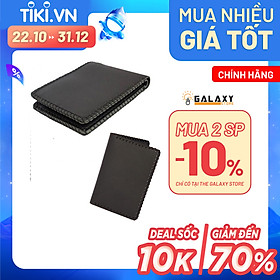 TIKI.VN
22.10 ~ 31.12
MUA NHIỀU
GIÁ TỐT
CHÍNH HÃNG
GALAXY
MUA 2 SP
-10%
CHỈ CÓ TẠI THE GALAXY STORE
DEAL SỐC
10K
GIẢM ĐẾN
70%